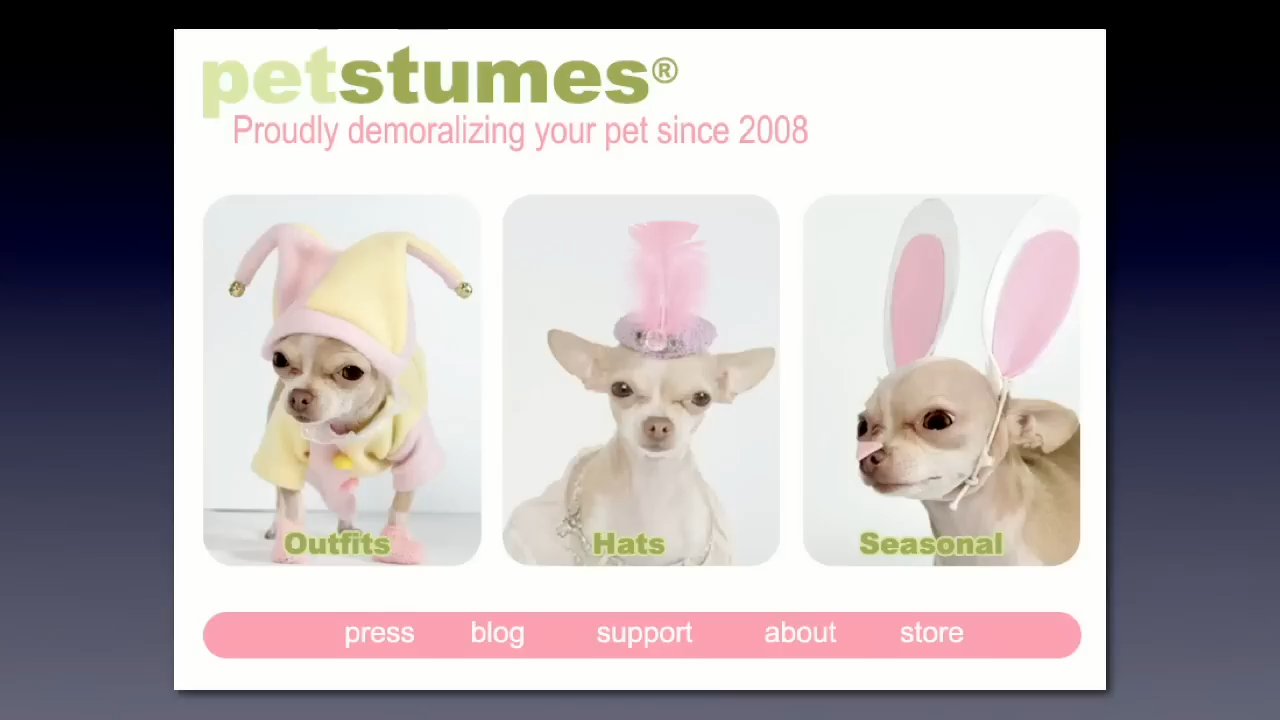 petstumes®
Proudly demoralizing your pet since 2008
Outfits
Hats
Seasonal
press blog support about store